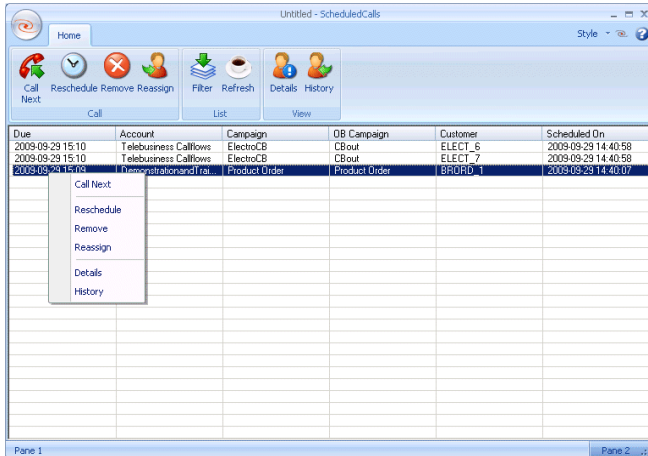 Untitled - ScheduledCalls
Home
Style
Call Next
Reschedule
Remove
Reassign
Filter
Refresh
Details
History
Call
List
View
Due Account Campaign OB Campaign Customer Scheduled On
2009-09-29 15:10 Telebusiness Callflows ElectroCB CBout ELECT_6 2009-09-29 14:40:58
2009-09-29 15:10 Telebusiness Callflows ElectroCB CBout ELECT_7 2009-09-29 14:40:58
2009-09-29 15:09 DemonstrationandTrai... Product Order Product Order BRORD_1 2009-09-29 14:40:07
Call Next
Reschedule
Remove
Reassign
Details
History
Pane 1
Pane 2